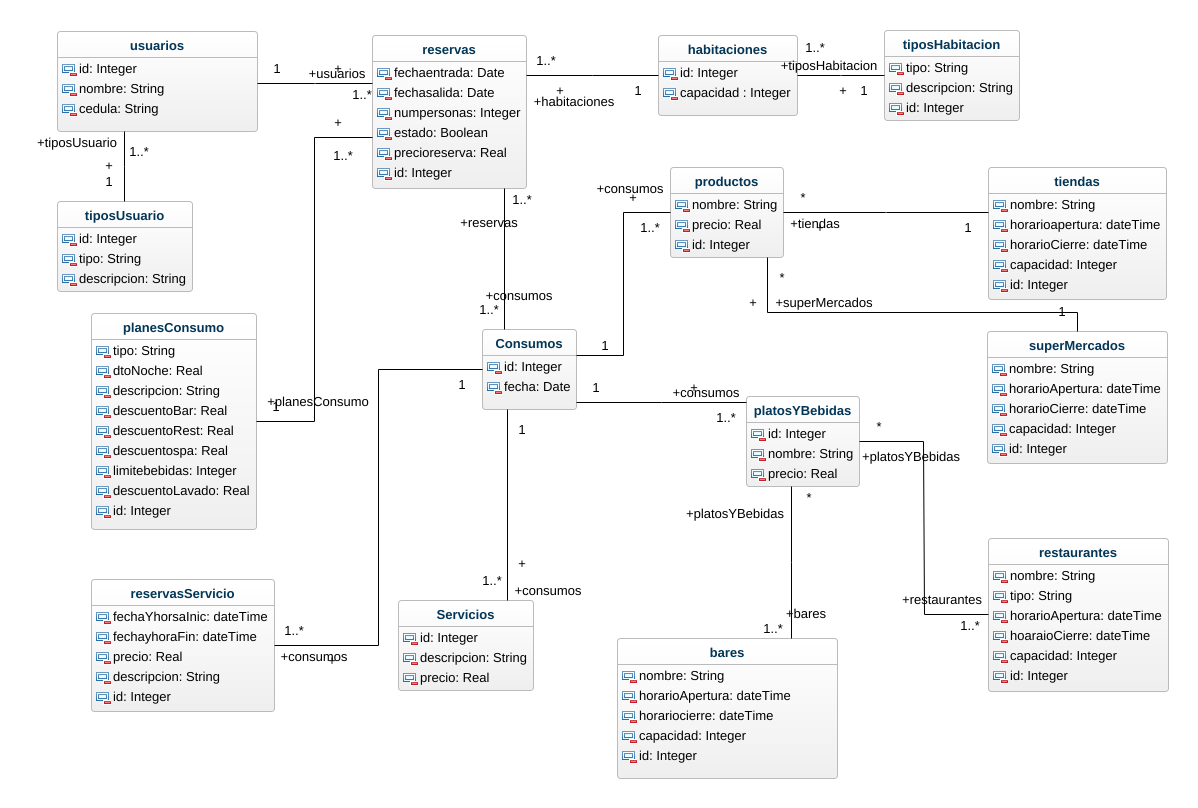 usuarios
id: Integer
nombre: String
cedula: String
1
+
+usuarios
1..*
reservas
fechaentrada: Date
fechasalida: Date
numpersonas: Integer
estado: Boolean
precioreserva: Real
id: Integer
1..*
+
+habitaciones
1
habitaciones
id: Integer
capacidad : Integer
1..*
+tiposHabitacion
+
1
tiposHabitacion
tipo: String
descripcion: String
id: Integer
+tiposUsuario
1..*
+
1
tiposUsuario
id: Integer
tipo: String
descripcion: String
+
1..*
1..*
+reservas
+consumos
1..*
+consumos
+
1..*
productos
nombre: String
precio: Real
id: Integer
*
+tiendas
+
1
tiendas
nombre: String
horarioapertura: dateTime
horarioCierre: dateTime
capacidad: Integer
id: Integer
*
+
+superMercados
1
superMercados
nombre: String
horarioApertura: dateTime
horarioCierre: dateTime
capacidad: Integer
id: Integer
planesConsumo
tipo: String
dtoNoche: Real
descripcion: String
descuentoBar: Real
descuentoRest: Real
descuentospa: Real
limitebebidas: Integer
descuentoLavado: Real
id: Integer
+planesConsumo
1
Consumos
id: Integer
fecha: Date
1
1
1
1
+
+consumos
1..*
platosYBebidas
id: Integer
nombre: String
precio: Real
*
+platosYBebidas
*
+platosYBebidas
+restaurantes
1..*
restaurantes
nombre: String
tipo: String
horarioApertura: dateTime
hoaraioCierre: dateTime
capacidad: Integer
id: Integer
reservasServicio
fechaYhorsaInic: dateTime
fechayhoraFin: dateTime
precio: Real
descripcion: String
id: Integer
1..*
+consumos
+
+
1..*
+consumos
Servicios
id: Integer
descripcion: String
precio: Real
+bares
1..*
bares
nombre: String
horarioApertura: dateTime
horariocierre: dateTime
capacidad: Integer
id: Integer